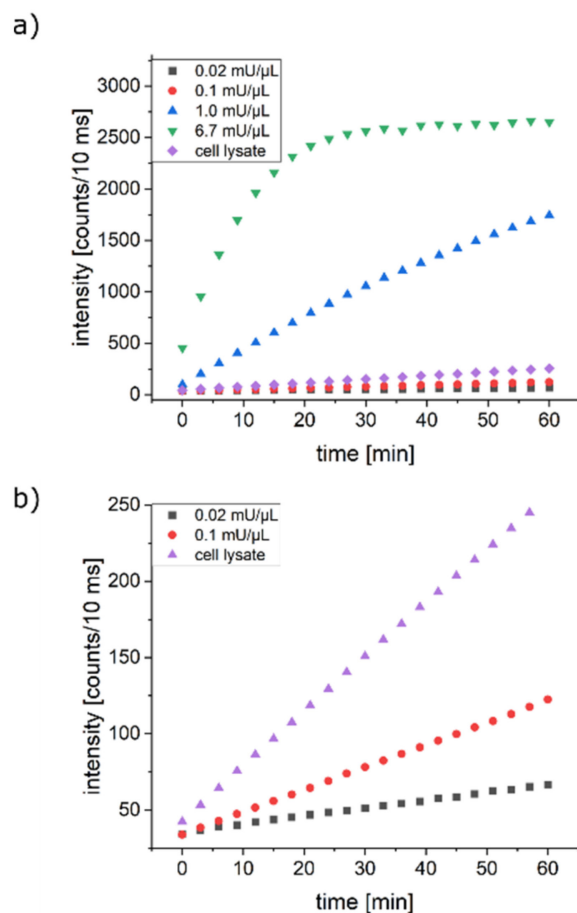 a)
3000
2500
2000
1500
1000
500
0
intensity [counts/10 ms]
0.02 mU/µL
0.1 mU/µL
1.0 mU/µL
6.7 mU/µL
cell lysate
0 10 20 30 40 50 60
time [min]
b)
250
200
150
100
50
intensity [counts/10 ms]
0.02 mU/µL
0.1 mU/µL
cell lysate
0 10 20 30 40 50 60
time [min]